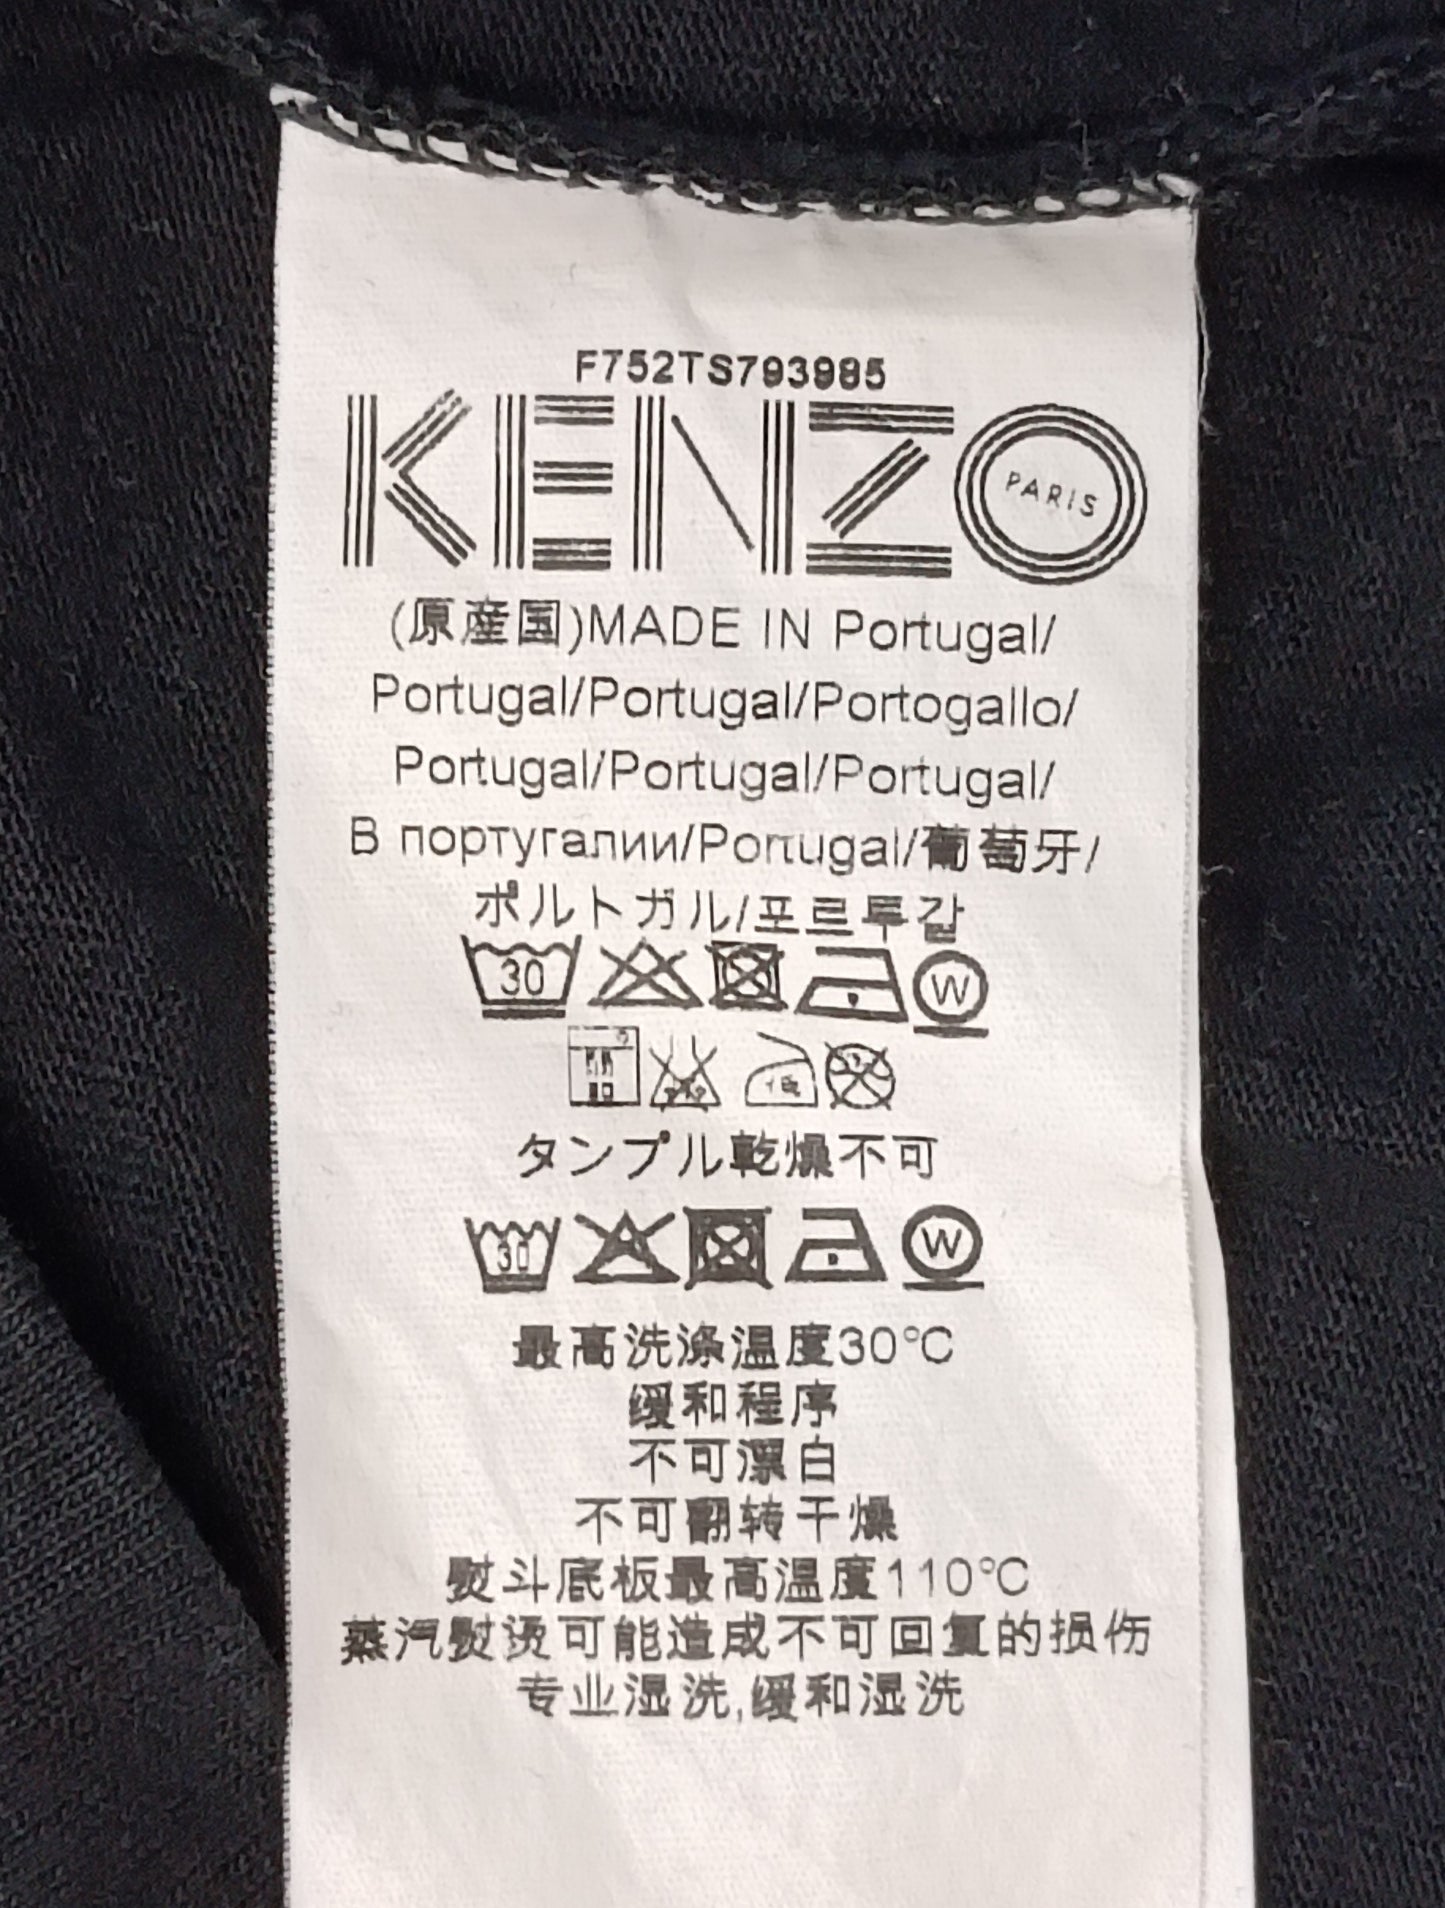 F752TS793985
KENZO
PARIS
(原産国)MADE IN Portugal/
Portugal/Portugal/Portogallo/
Portugal/Portugal/Portugal/
В португалии/Portugal/葡萄牙/
ポルトガル/포르투갈
30 W
タンプル乾燥不可
30 W
最高洗涤温度30°C
缓和程序
不可漂白
不可翻转干燥
熨斗底板最高温度110°C
蒸汽熨烫可能造成不可回复的损伤
专业湿洗,缓和湿洗